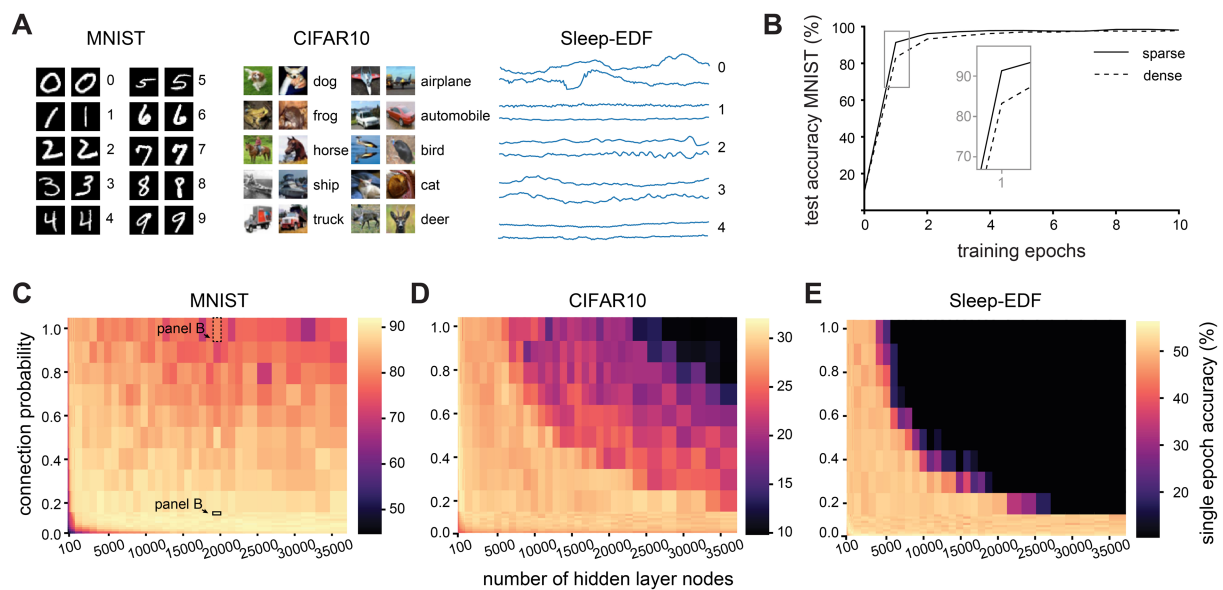 A
MNIST
0 5
1 6
2 7
3 8
4 9
CIFAR10
dog airplane
frog automobile
horse bird
ship cat
truck deer
Sleep-EDF
0
1
2
3
4
B
test accuracy MNIST (%)
100
80
60
40
20
0 2 4 6 8 10
training epochs
sparse
dense
90
80
70
1
C
MNIST
connection probability
1.0
0.8
0.6
0.4
0.2
0.0
100 5000 10000 15000 20000 25000 30000 35000
panel B
panel B
90
80
70
60
50
D
CIFAR10
1.0
0.8
0.6
0.4
0.2
0.0
100 5000 10000 15000 20000 25000 30000 35000
number of hidden layer nodes
30
25
20
15
10
E
Sleep-EDF
1.0
0.8
0.6
0.4
0.2
0.0
100 5000 10000 15000 20000 25000 30000 35000
50
40
30
20
single epoch accuracy (%)